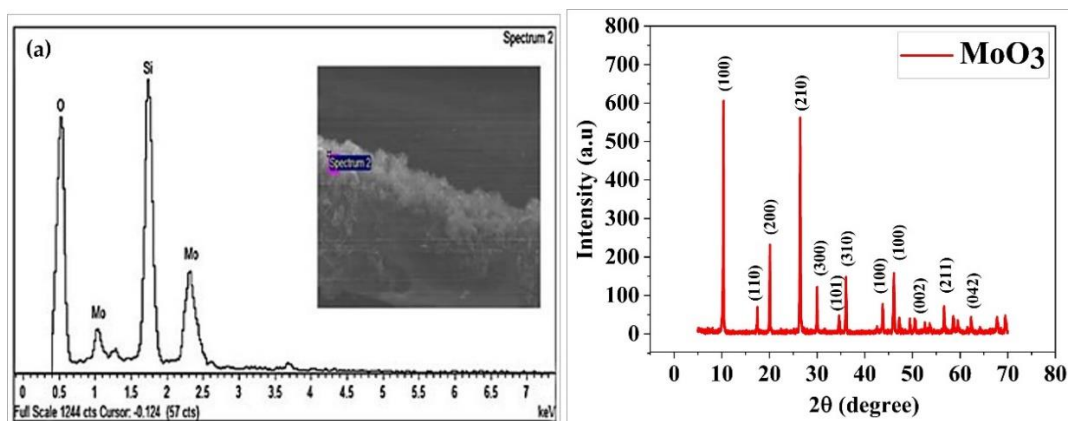 (a)
Spectrum 2
O
Si
Mo
Mo
Spectrum 2
0 0.5 1 1.5 2 2.5 3 3.5 4 4.5 5 5.5 6 6.5 7
Full Scale 1244 cts Cursor: -0.124 (57 cts)
keV
MoO3
Intensity (a.u)
800
700
600
500
400
300
200
100
0
(100)
(110)
(200)
(210)
(300)
(101)
(310)
(100)
(100)
(002)
(211)
(042)
0 10 20 30 40 50 60 70 80
2θ (degree)